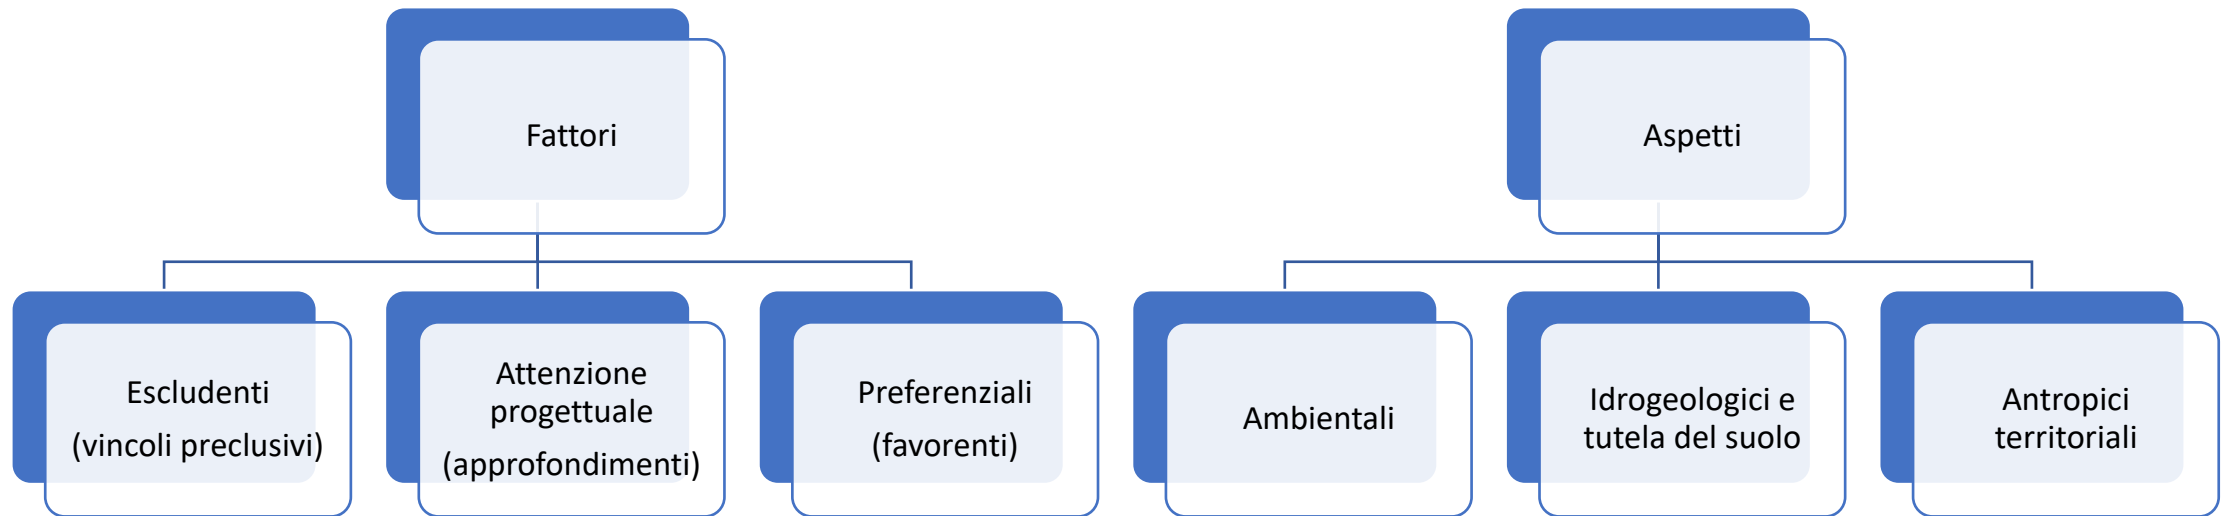 Fattori
Aspetti
Escludenti
(vincoli preclusivi)
Attenzione
progettuale
(approfondimenti)
Preferenziali
(favorenti)
Ambientali
Idrogeologici e
tutela del suolo
Antropici
territoriali